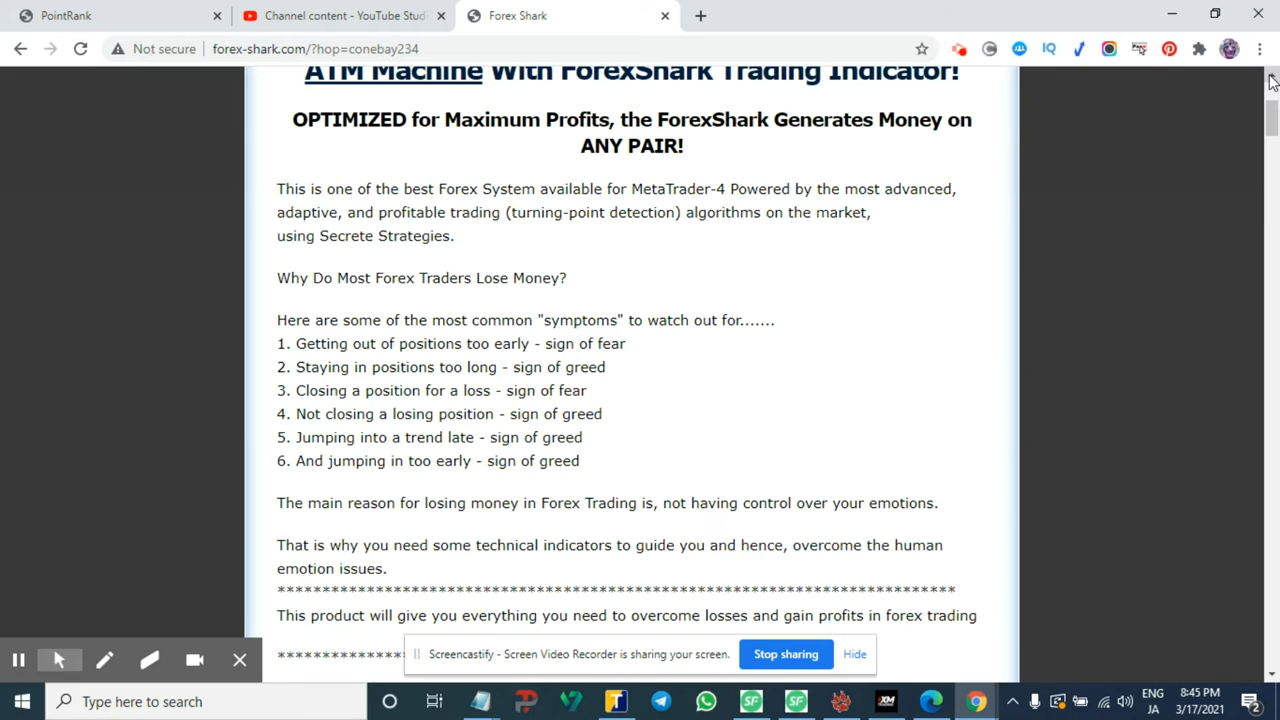 PointRank
Channel content - YouTube Studi
Forex Shark
Not secure
forex-shark.com/?hop=conebay234
ATM Machine With ForexShark Trading Indicator!
OPTIMIZED for Maximum Profits, the ForexShark Generates Money on
ANY PAIR!
This is one of the best Forex System available for MetaTrader-4 Powered by the most advanced,
adaptive, and profitable trading (turning-point detection) algorithms on the market,
using Secrete Strategies.
Why Do Most Forex Traders Lose Money?
Here are some of the most common "symptoms" to watch out for.......
1. Getting out of positions too early - sign of fear
2. Staying in positions too long - sign of greed
3. Closing a position for a loss - sign of fear
4. Not closing a losing position - sign of greed
5. Jumping into a trend late - sign of greed
6. And jumping in too early - sign of greed
The main reason for losing money in Forex Trading is, not having control over your emotions.
That is why you need some technical indicators to guide you and hence, overcome the human
emotion issues.
****************************************************************************
This product will give you everything you need to overcome losses and gain profits in forex trading
**************
Screencastify - Screen Video Recorder is sharing your screen.
Stop sharing
Hide
Type here to search
ENG
JA
8:45 PM
3/17/2021
2